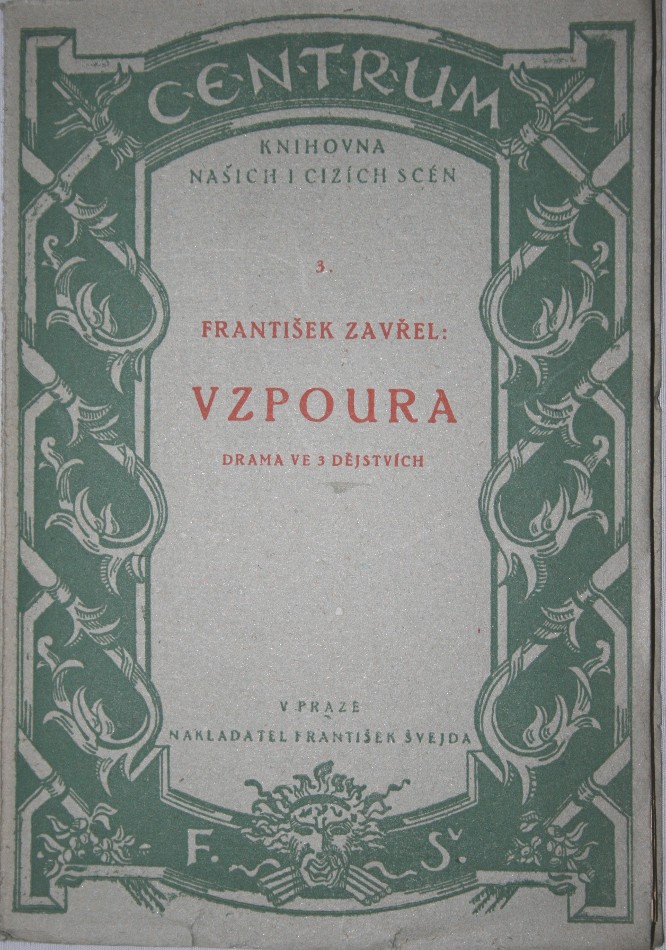 C·E·N·T·R·U·M
KNIHOVNA
NAŠICH I CIZÍCH SCÉN
3.
FRANTIŠEK ZAVŘEL:
VZPOURA
DRAMA VE 3 DĚJSTVÍCH
V PRAZE
NAKLADATEL FRANTIŠEK ŠVEJDA
F. Š.